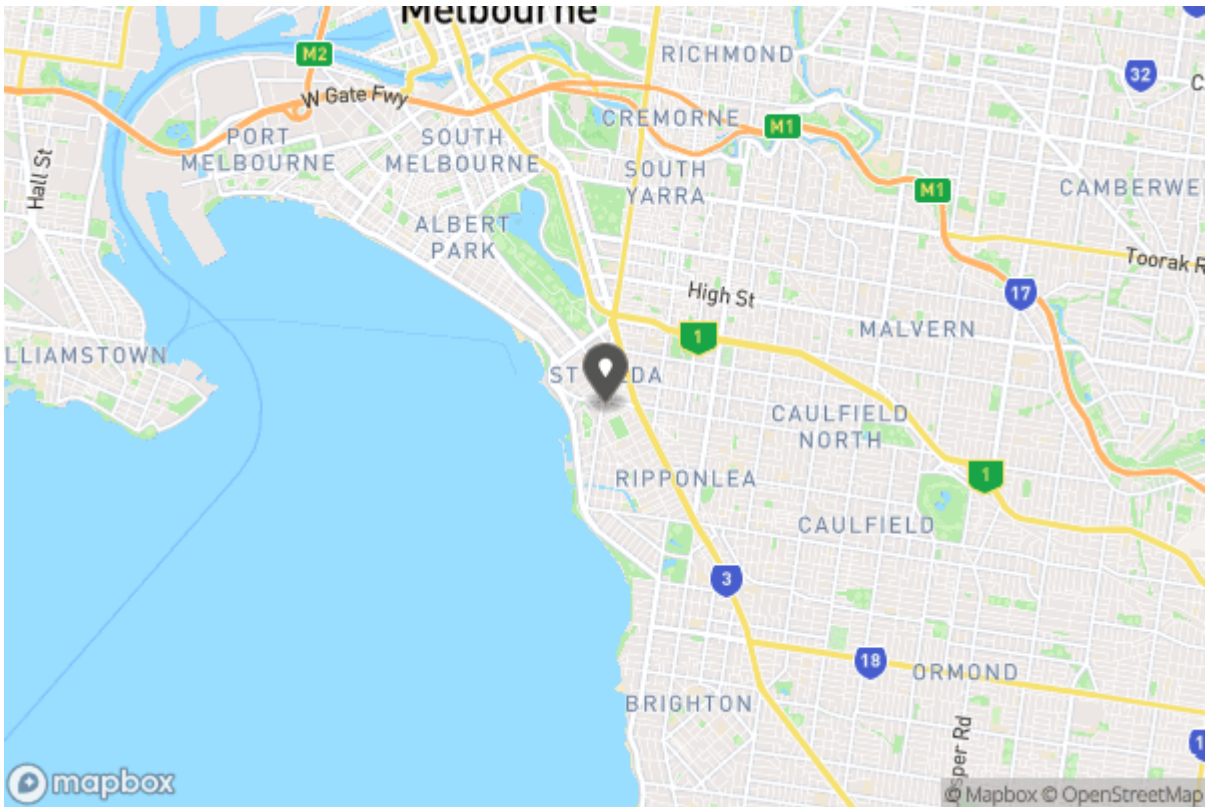 Melbourne
RICHMOND
M2
32
W Gate Fwy
CREMORNE
M1
PORT
MELBOURNE
SOUTH
MELBOURNE
Hall St
SOUTH
YARRA
M1
CAMBERWE
ALBERT
PARK
Toorak R
High St
17
1
MALVERN
LLIAMSTOWN
ST
DA
CAULFIELD
NORTH
RIPPONLEA
1
CAULFIELD
3
18
ORMOND
BRIGHTON
sper Rd
mapbox
© Mapbox © OpenStreetMap